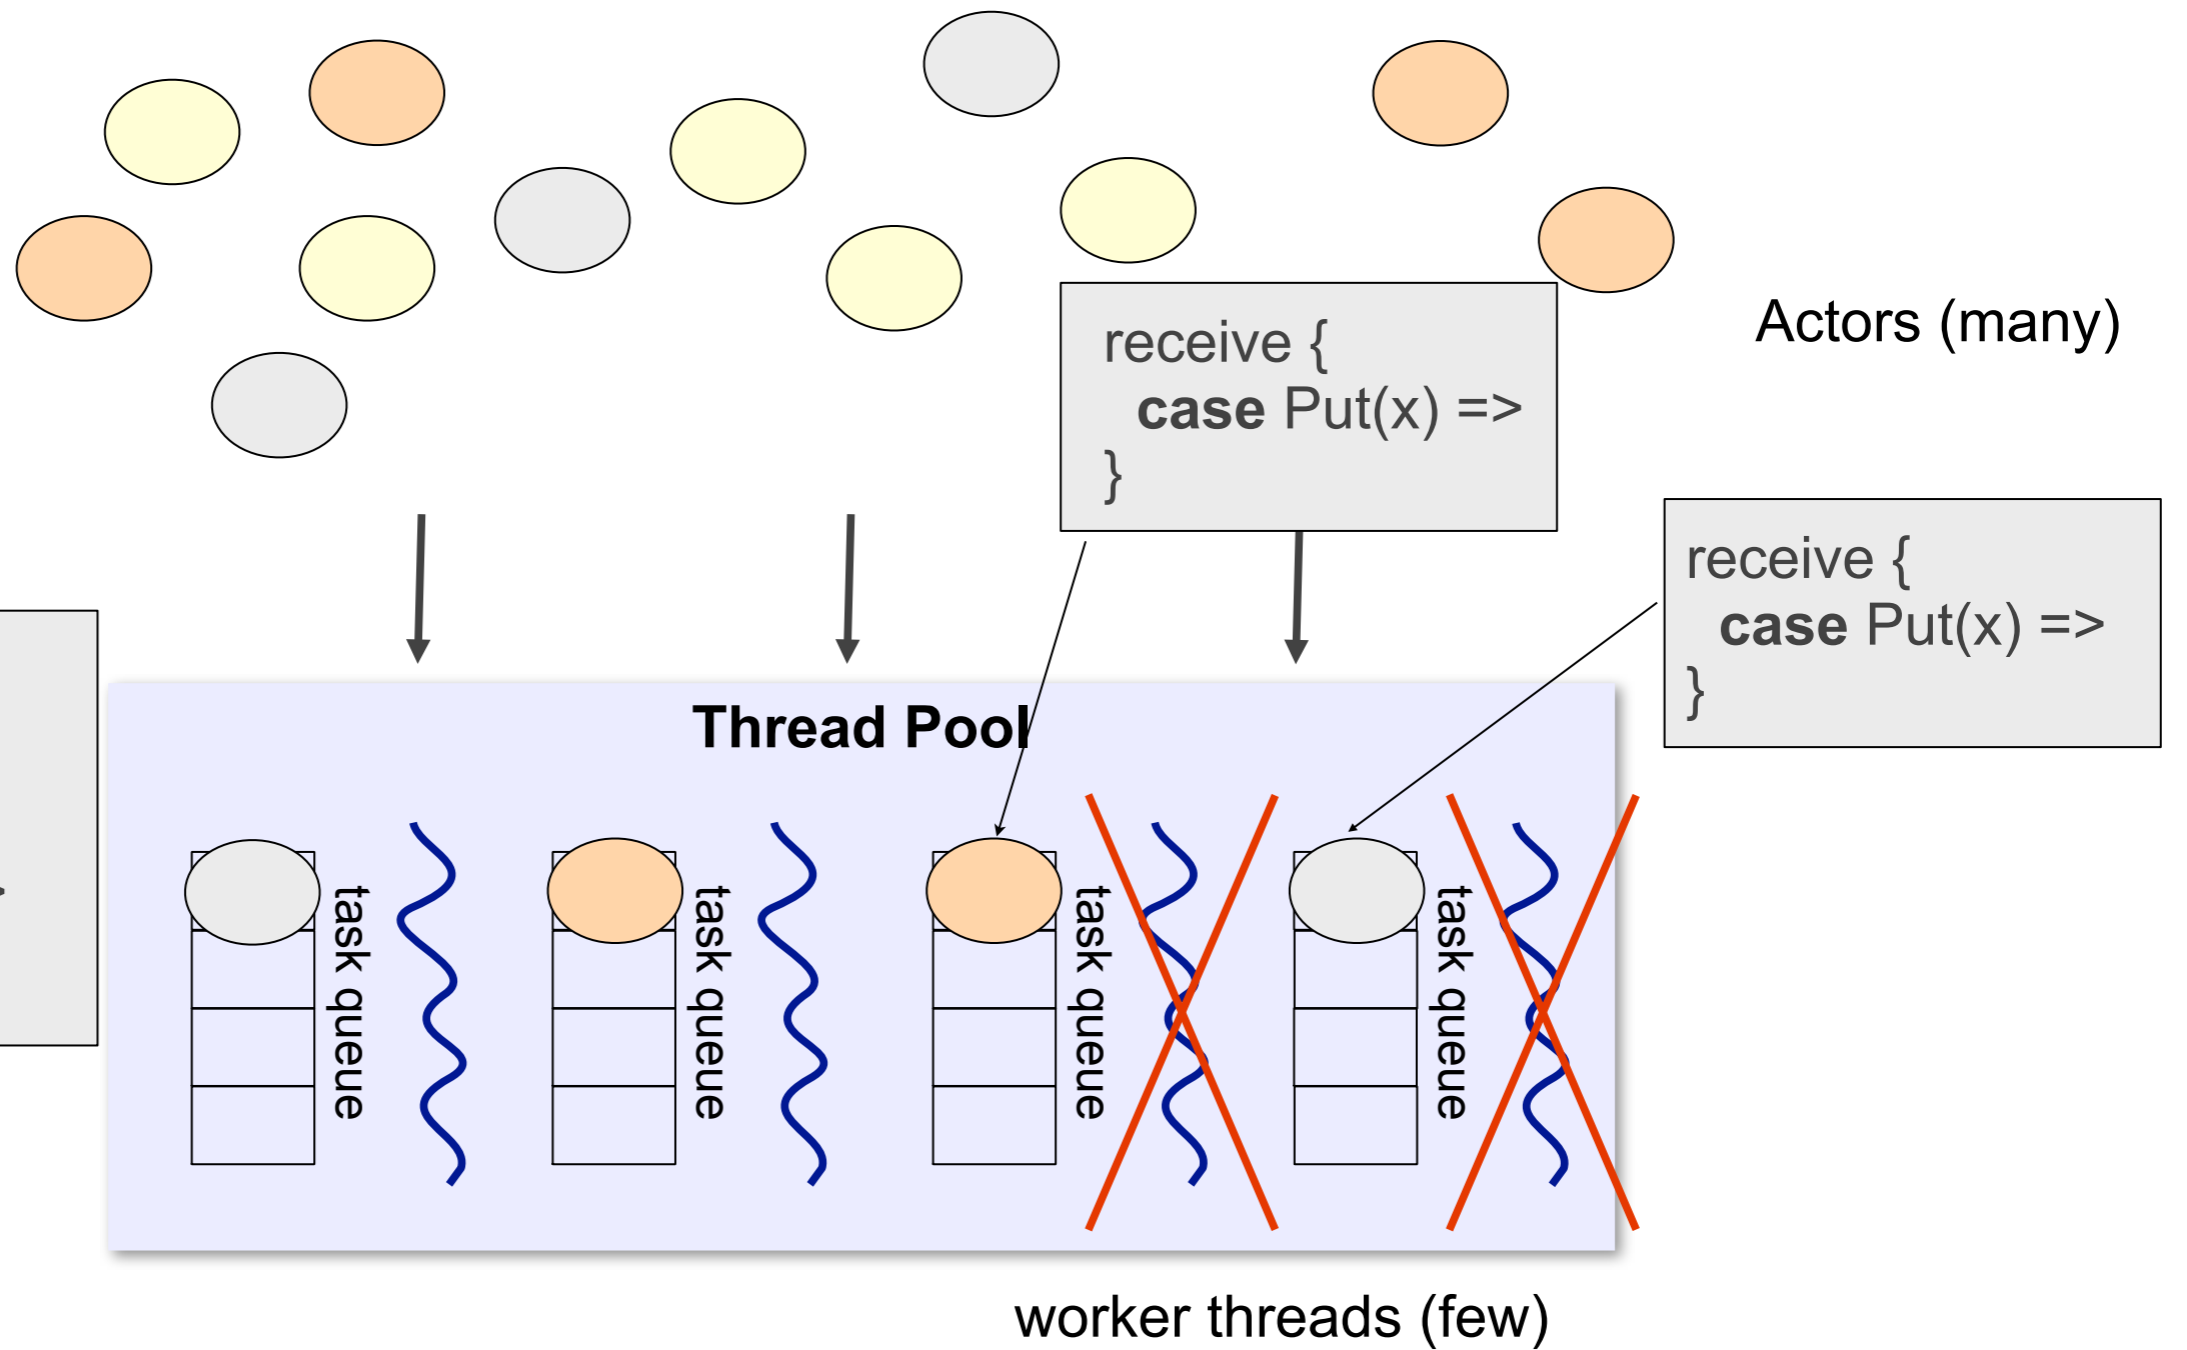 Actors (many)
receive {
case Put(x) =>
}
receive {
case Put(x) =>
}
Thread Pool
task queue
task queue
task queue
task queue
worker threads (few)